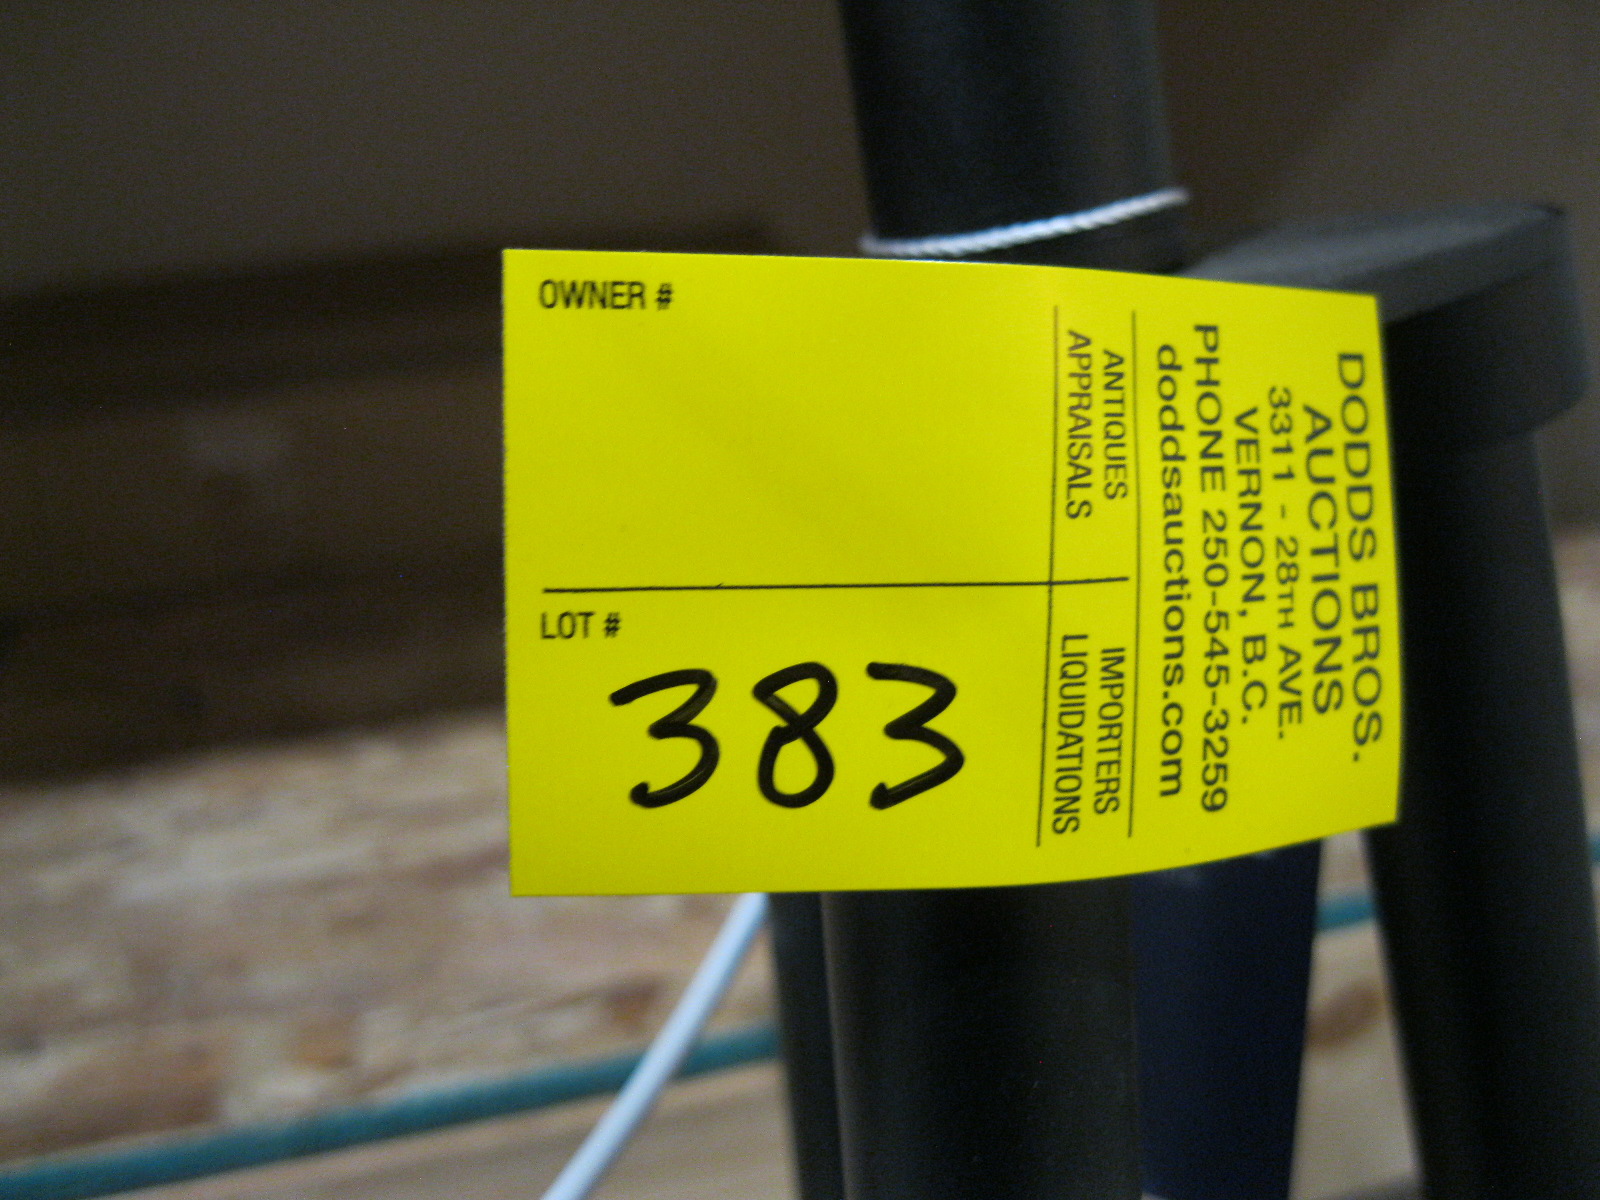 DODDS BROS.
AUCTIONS
3311 - 28TH AVE.
VERNON, B.C.
PHONE 250-545-3259
doddsauctions.com
ANTIQUES
APPRAISALS
IMPORTERS
LIQUIDATIONS
OWNER #
LOT #
383